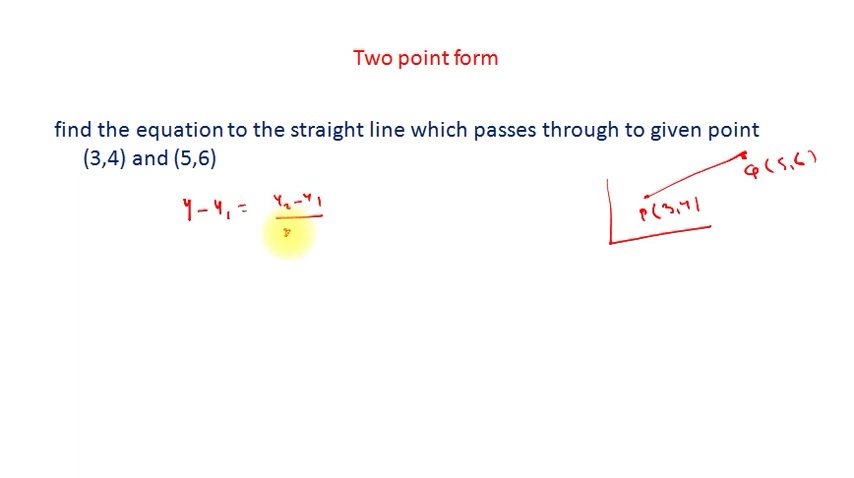 Two point form
find the equation to the straight line which passes through to given point
(3,4) and (5,6)
Q(5,6)
P(3,4)
y-y₁ = y₂-y₁